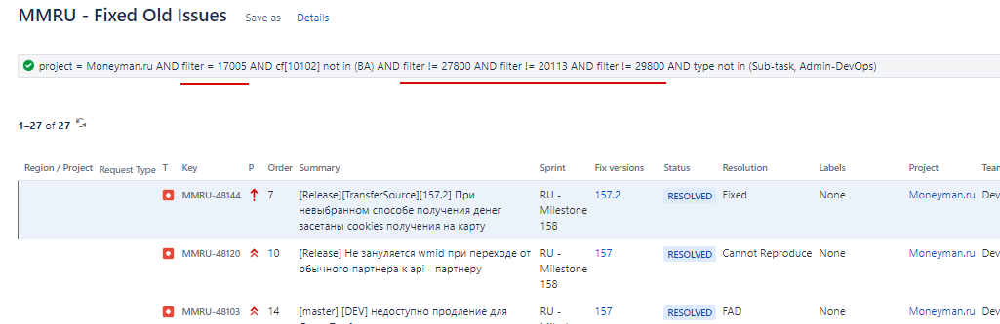 MMRU - Fixed Old Issues Save as Details
project = Moneyman.ru AND filter = 17005 AND cf[10102] not in (BA) AND filter != 27800 AND filter != 20113 AND filter != 29800 AND type not in (Sub-task, Admin-DevOps)
1–27 of 27
Region / Project Request Type T Key P Order Summary Sprint Fix versions Status Resolution Labels Project Team
MMRU-48144 7 [Release][TransferSource][157.2] При RU - 157.2 RESOLVED Fixed None Moneyman.ru Dev
невыбранном способе получения денег Milestone
засетаны cookies получения на карту 158
MMRU-48120 10 [Release] Не зануляется wmid при переходе от RU - 157 RESOLVED Cannot Reproduce None Moneyman.ru Dev
обычного партнера к api - партнеру Milestone
158
MMRU-48103 14 [master] [DEV] недоступно продление для RU - 157 RESOLVED FAD None Moneyman.ru Dev